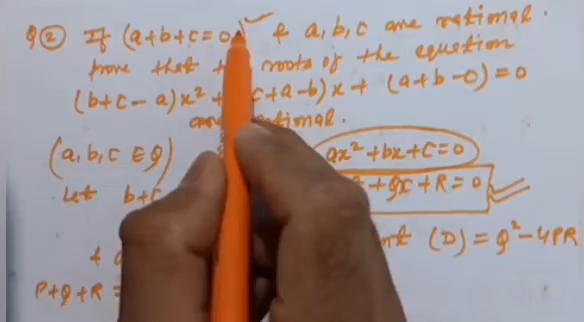 Q② If (a+b+c=0) & a, b, c are rational.
prove that roots of the equation
(b+c-a)x² + c+a-b)x + (a+b-c)=0
are rational.
(a, b, c ∈ Q) ax²+bx+c=0
Let b+c +Qx+R=0
(D) = Q²-4PR
&
P+Q+R =